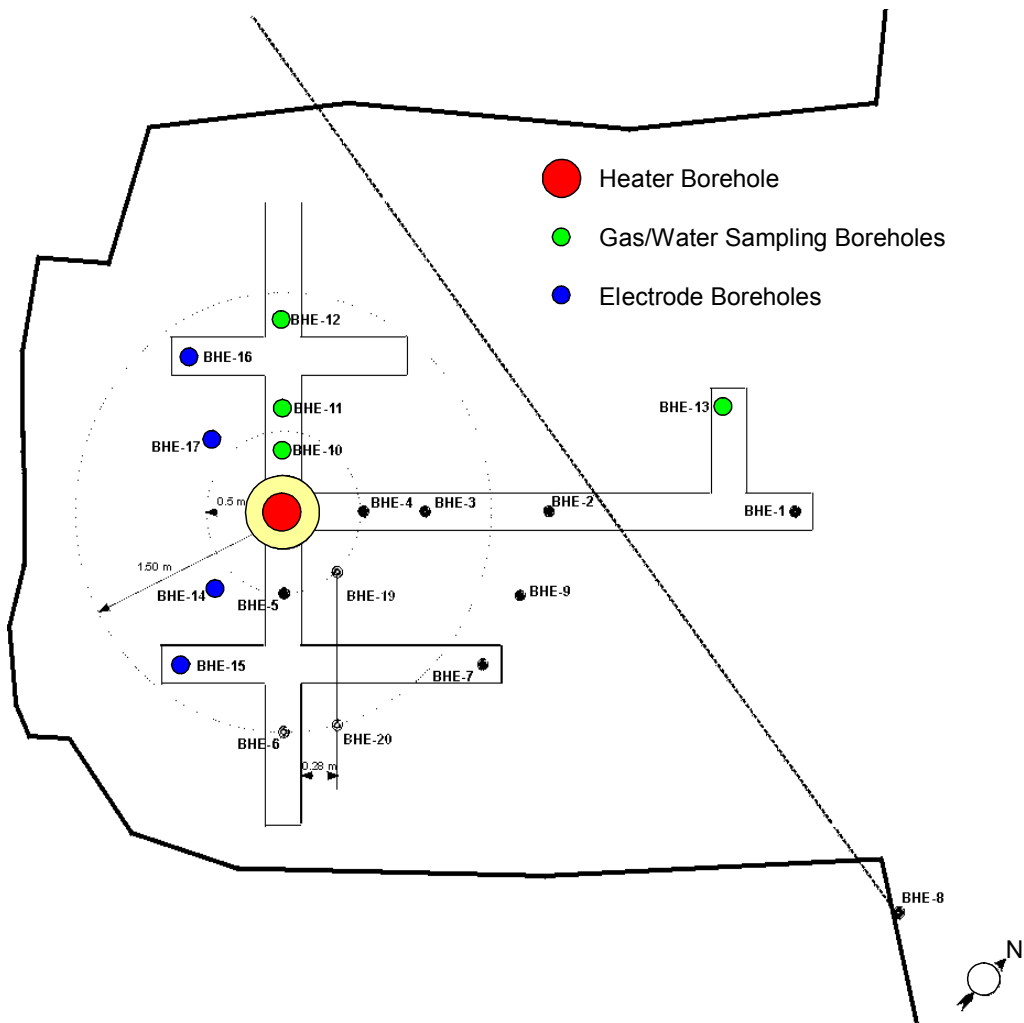 Heater Borehole
Gas/Water Sampling Boreholes
Electrode Boreholes
BHE-12
BHE-16
BHE-11
BHE-13
BHE-17
BHE-10
0.5 m
BHE-4
BHE-3
BHE-2
BHE-1
1.50 m
BHE-14
BHE-5
BHE-19
BHE-9
BHE-15
BHE-7
BHE-6
BHE-20
0.28 m
BHE-8
N